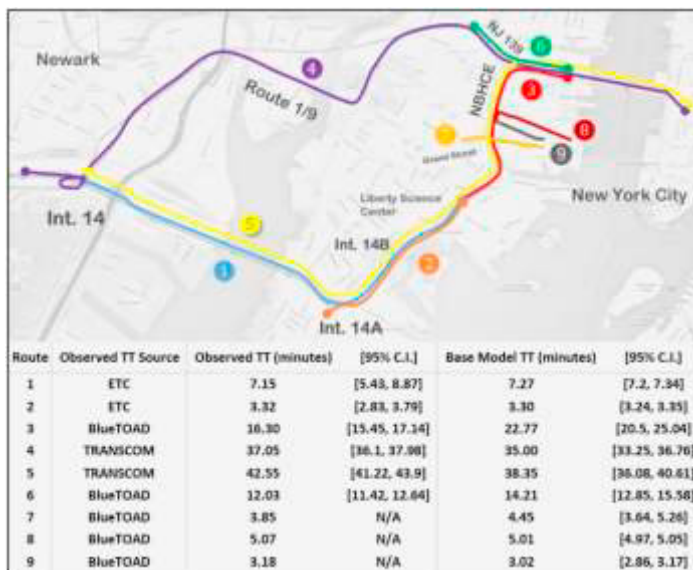 Newark
4
Route 1/9
NJ 139
6
NBHCE
3
8
7
9
Grand Street
Liberty Science
Center
New York City
Int. 14
5
Int. 14B
1
2
Int. 14A
Route Observed TT Source Observed TT (minutes) [95% C.I.] Base Model TT (minutes) [95% C.I.]
1 ETC 7.15 [5.43, 8.87] 7.27 [7.2, 7.34]
2 ETC 3.32 [2.83, 3.79] 3.30 [3.24, 3.35]
3 BlueTOAD 16.30 [15.45, 17.14] 22.77 [20.5, 25.04]
4 TRANSCOM 37.05 [36.1, 37.98] 35.00 [33.25, 36.76]
5 TRANSCOM 42.55 [41.22, 43.9] 38.35 [36.08, 40.61]
6 BlueTOAD 12.03 [11.42, 12.64] 14.21 [12.85, 15.58]
7 BlueTOAD 3.85 N/A 4.45 [3.64, 5.26]
8 BlueTOAD 5.07 N/A 5.01 [4.97, 5.05]
9 BlueTOAD 3.18 N/A 3.02 [2.86, 3.17]